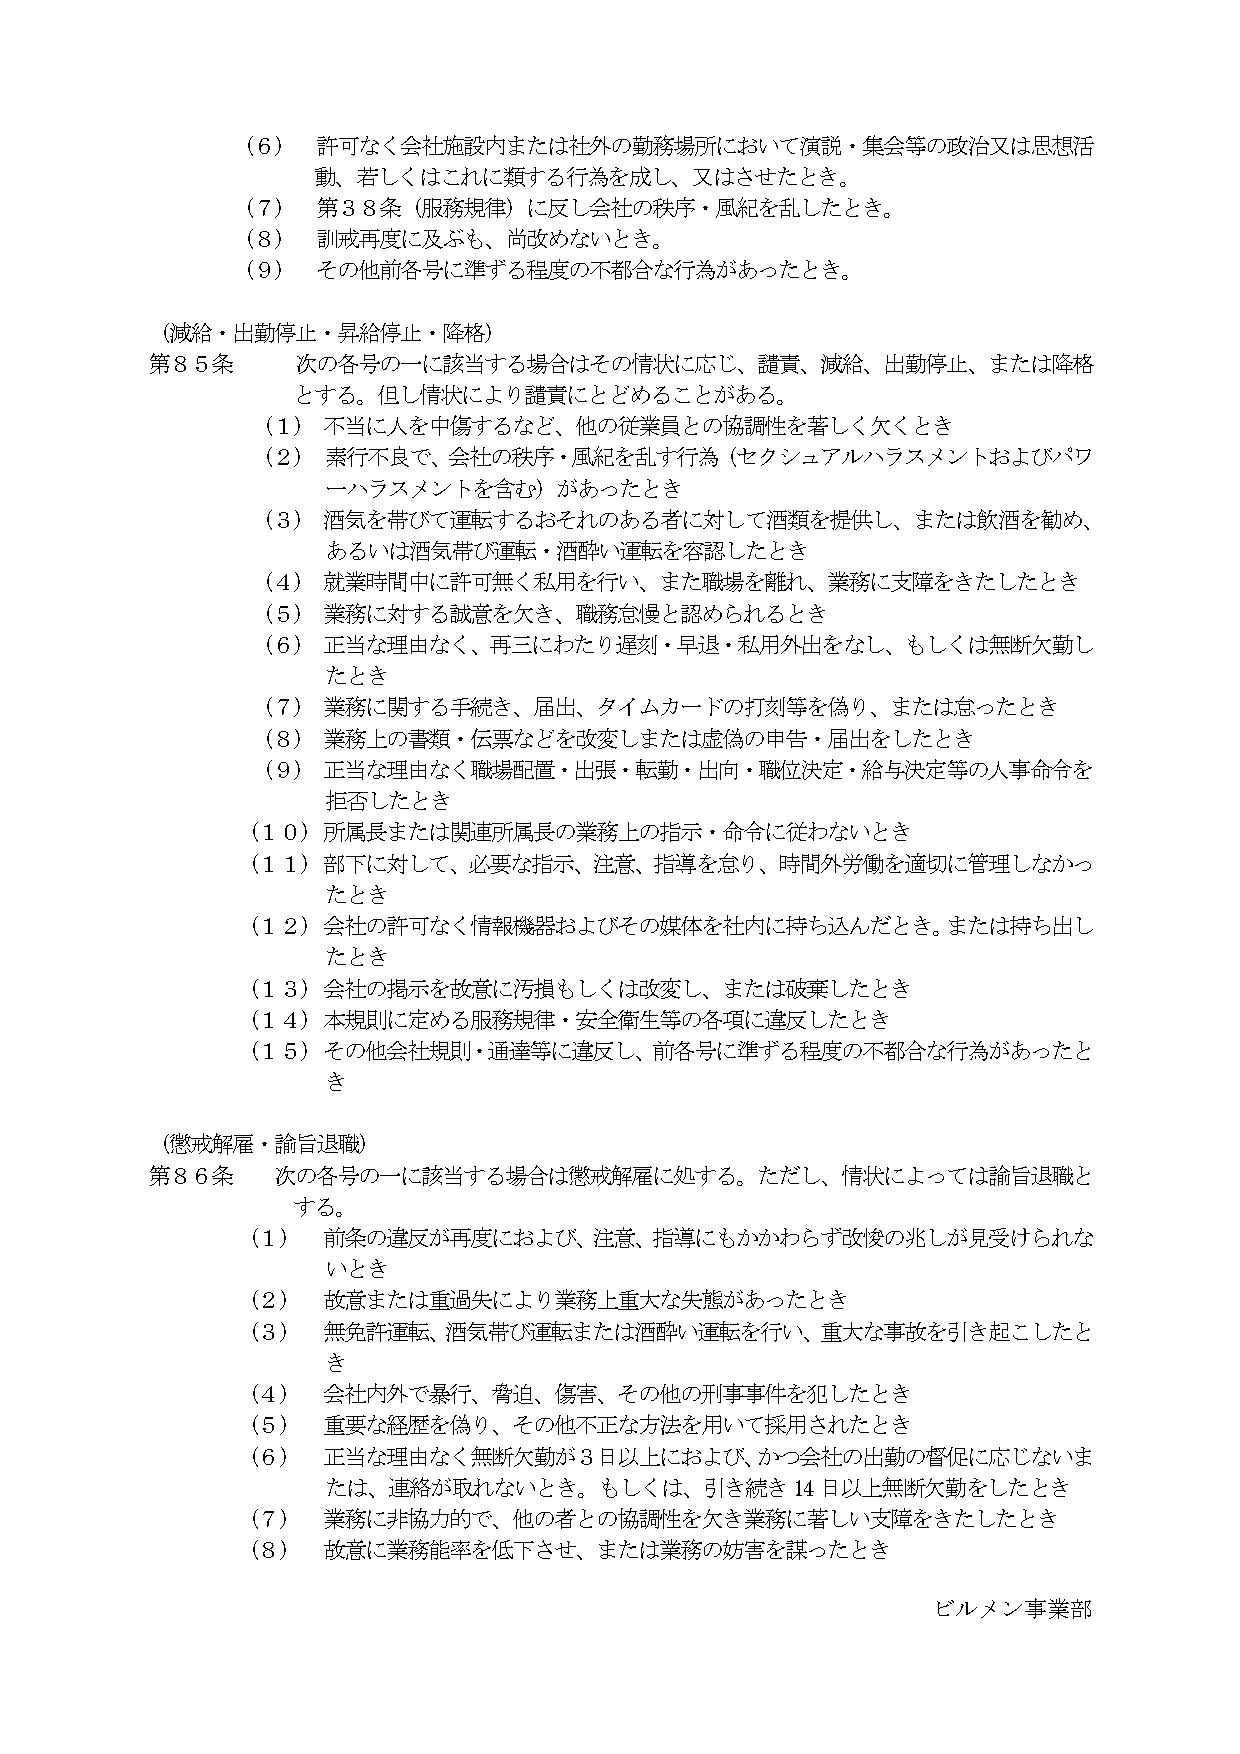 （６）　許可なく会社施設内または社外の勤務場所において演説・集会等の政治又は思想活
動、若しくはこれに類する行為を成し、又はさせたとき。
（７）　第３８条（服務規律）に反し会社の秩序・風紀を乱したとき。
（８）　訓戒再度に及ぶも、尚改めないとき。
（９）　その他前各号に準ずる程度の不都合な行為があったとき。
（減給・出勤停止・昇給停止・降格）
第８５条　　　次の各号の一に該当する場合はその情状に応じ、譴責、減給、出勤停止、または降格
とする。但し情状により譴責にとどめることがある。
（１）　不当に人を中傷するなど、他の従業員との協調性を著しく欠くとき
（２）　素行不良で、会社の秩序・風紀を乱す行為（セクシュアルハラスメントおよびパワ
ーハラスメントを含む）があったとき
（３）　酒気を帯びて運転するおそれのある者に対して酒類を提供し、または飲酒を勧め、
あるいは酒気帯び運転・酒酔い運転を容認したとき
（４）　就業時間中に許可無く私用を行い、また職場を離れ、業務に支障をきたしたとき
（５）　業務に対する誠意を欠き、職務怠慢と認められるとき
（６）　正当な理由なく、再三にわたり遅刻・早退・私用外出をなし、もしくは無断欠勤し
たとき
（７）　業務に関する手続き、届出、タイムカードの打刻等を偽り、または怠ったとき
（８）　業務上の書類・伝票などを改変しまたは虚偽の申告・届出をしたとき
（９）　正当な理由なく職場配置・出張・転勤・出向・職位決定・給与決定等の人事命令を
拒否したとき
（１０）所属長または関連所属長の業務上の指示・命令に従わないとき
（１１）部下に対して、必要な指示、注意、指導を怠り、時間外労働を適切に管理しなかっ
たとき
（１２）会社の許可なく情報機器およびその媒体を社内に持ち込んだとき。または持ち出し
たとき
（１３）会社の掲示を故意に汚損もしくは改変し、または破棄したとき
（１４）本規則に定める服務規律・安全衛生等の各項に違反したとき
（１５）その他会社規則・通達等に違反し、前各号に準ずる程度の不都合な行為があったと
き
（懲戒解雇・諭旨退職）
第８６条　　次の各号の一に該当する場合は懲戒解雇に処する。ただし、情状によっては諭旨退職と
する。
（１）　前条の違反が再度におよび、注意、指導にもかかわらず改悛の兆しが見受けられな
いとき
（２）　故意または重過失により業務上重大な失態があったとき
（３）　無免許運転、酒気帯び運転または酒酔い運転を行い、重大な事故を引き起こしたと
き
（４）　会社内外で暴行、脅迫、傷害、その他の刑事事件を犯したとき
（５）　重要な経歴を偽り、その他不正な方法を用いて採用されたとき
（６）　正当な理由なく無断欠勤が３日以上におよび、かつ会社の出勤の督促に応じないま
たは、連絡が取れないとき。もしくは、引き続き 14 日以上無断欠勤をしたとき
（７）　業務に非協力的で、他の者との協調性を欠き業務に著しい支障をきたしたとき
（８）　故意に業務能率を低下させ、または業務の妨害を謀ったとき
ビルメン事業部